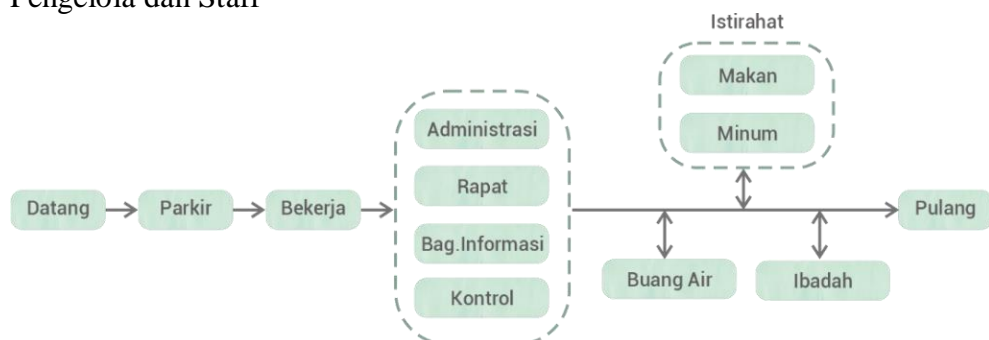 Pengelola dan Staff
Istirahat
Makan
Minum
Administrasi
Rapat
Bag.Informasi
Kontrol
Datang
Parkir
Bekerja
Pulang
Buang Air
Ibadah